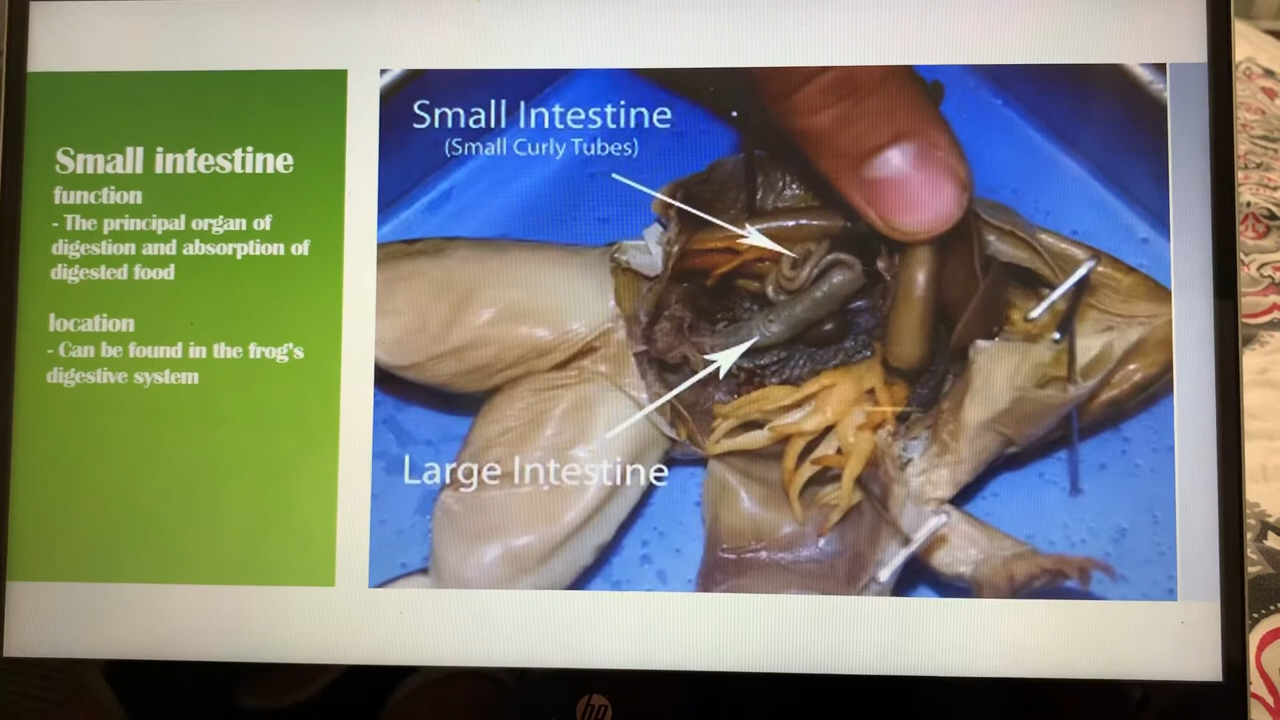 Small intestine
function
- The principal organ of
digestion and absorption of
digested food
location
- Can be found in the frog's
digestive system
Small Intestine
(Small Curly Tubes)
Large Intestine
hp